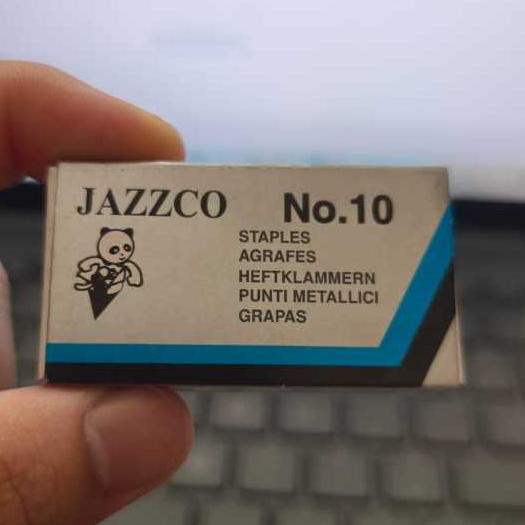 JAZZCO
No.10
STAPLES
AGRAFES
HEFTKLAMMERN
PUNTI METALLICI
GRAPAS